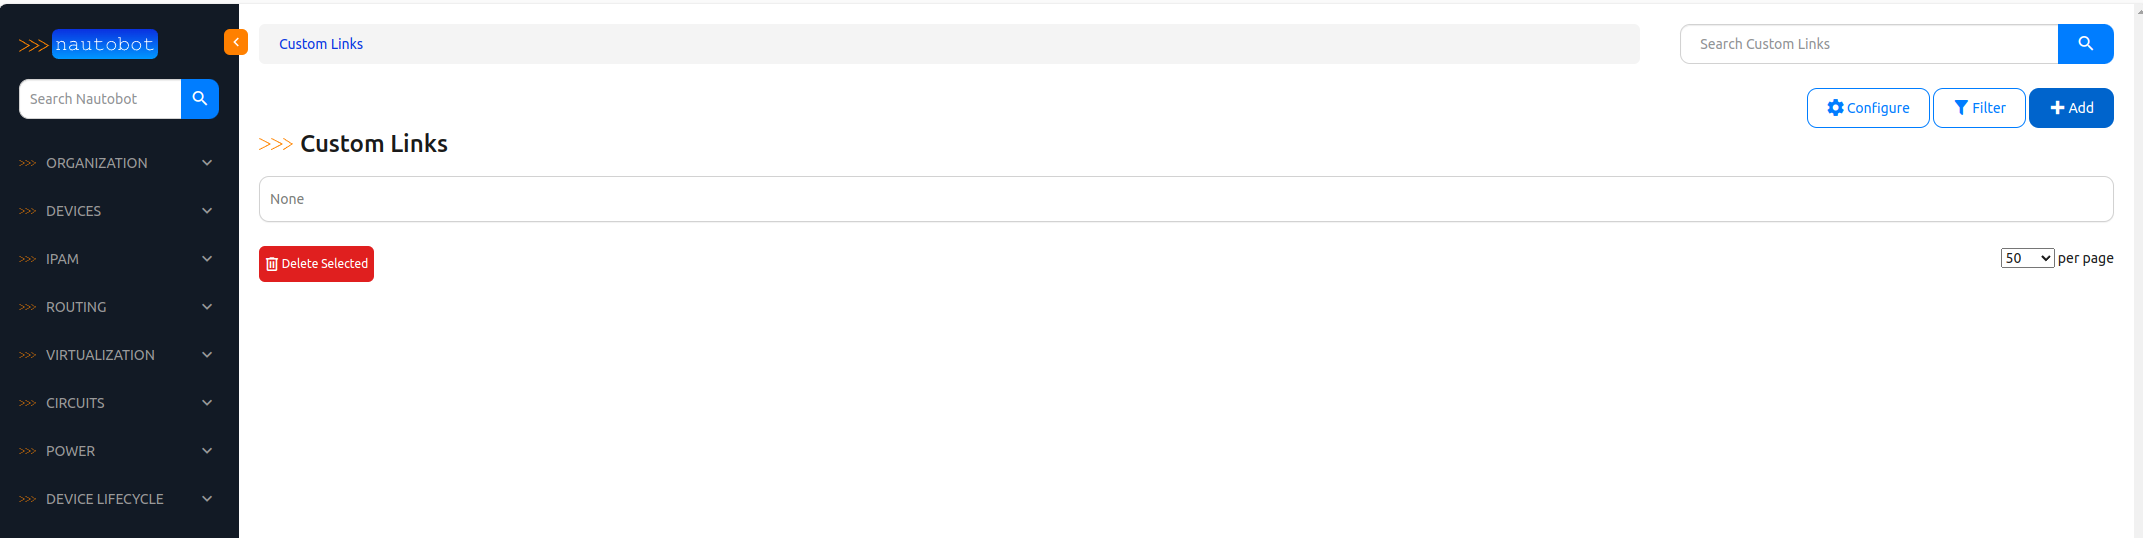 >>> nautobot
Search Nautobot
>>> ORGANIZATION
>>> DEVICES
>>> IPAM
>>> ROUTING
>>> VIRTUALIZATION
>>> CIRCUITS
>>> POWER
>>> DEVICE LIFECYCLE
Custom Links
Search Custom Links
Configure
Filter
Add
>>> Custom Links
None
Delete Selected
50 per page